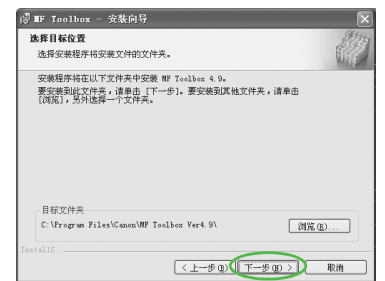 MF Toolbox - 安装向导
选择目标位置
选择安装程序将安装文件的文件夹。
安装程序将在以下文件夹中安装 MF Toolbox 4.9。
要安装到此文件夹，请单击 [下一步]。要安装到其他文件夹，请单击
[浏览]，另外选择一个文件夹。
目标文件夹
C:\Program Files\Canon\MF Toolbox Ver4.9\
浏览(R)...
InstallS
< 上一步(B)
下一步(N) >
取消